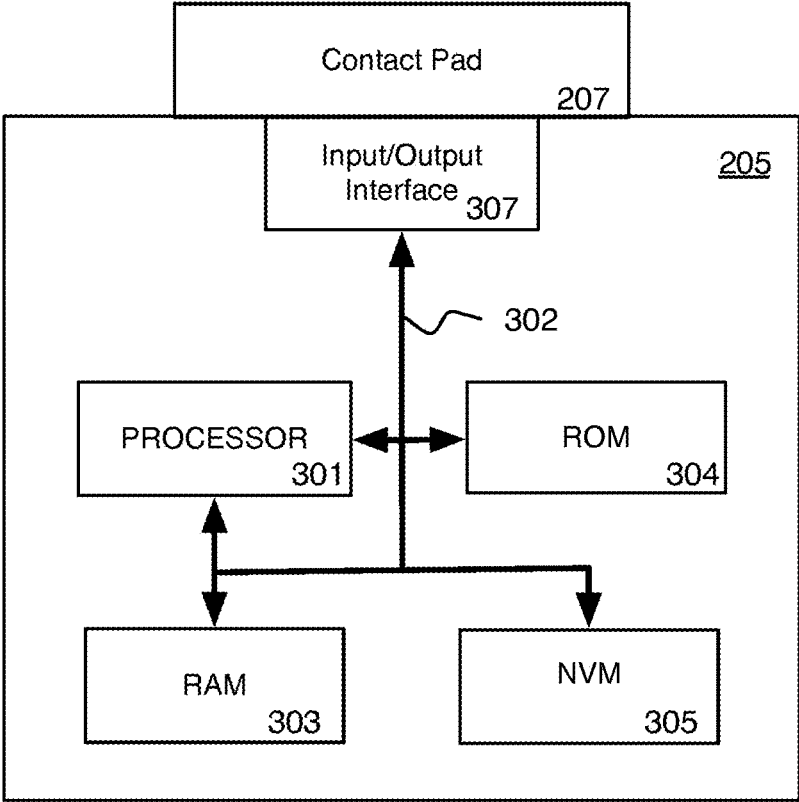 Contact Pad
207
Input/Output
Interface
307
205
302
PROCESSOR
301
ROM
304
RAM
303
NVM
305